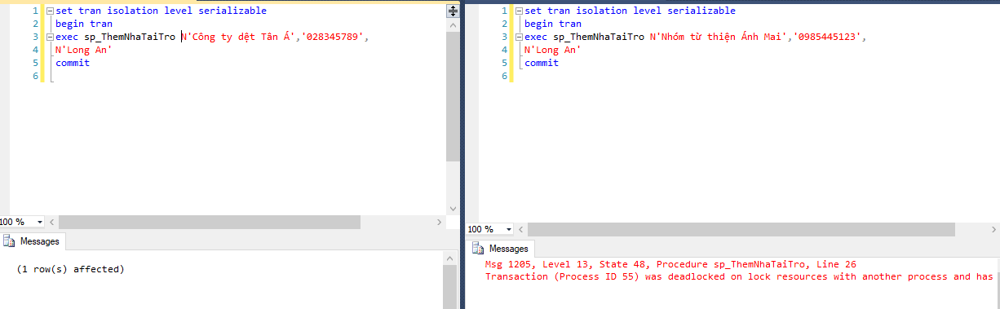 1 set tran isolation level serializable
2 begin tran
3 exec sp_ThemNhaTaiTro N'Công ty dệt Tân Á','028345789',
4 N'Long An'
5 commit
6
100 %
Messages
(1 row(s) affected)
1 set tran isolation level serializable
2 begin tran
3 exec sp_ThemNhaTaiTro N'Nhóm từ thiện Ánh Mai','0985445123',
4 N'Long An'
5 commit
6
100 %
Messages
Msg 1205, Level 13, State 48, Procedure sp_ThemNhaTaiTro, Line 26
Transaction (Process ID 55) was deadlocked on lock resources with another process and has